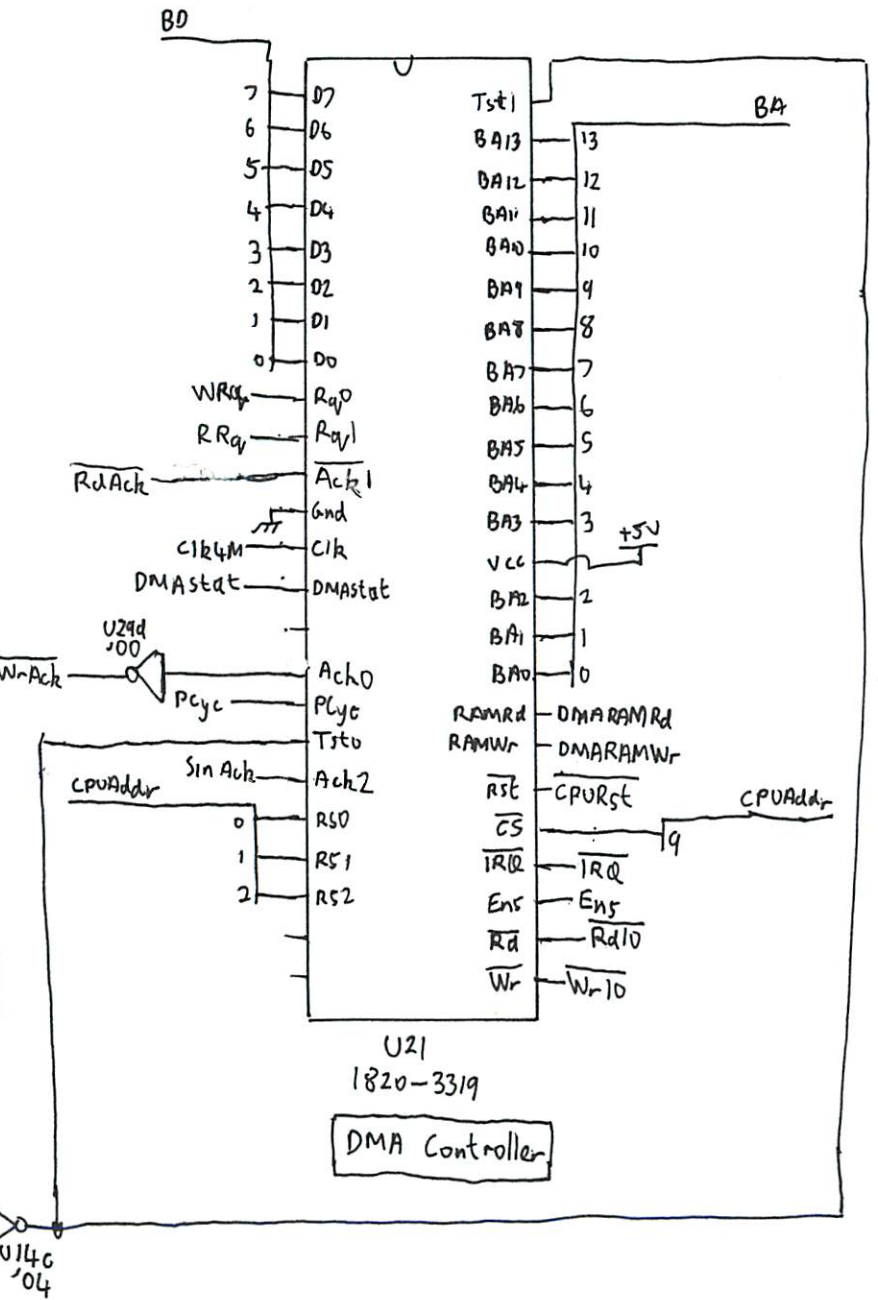 BD
7 D7
6 D6
5 D5
4 D4
3 D3
2 D2
1 D1
0 D0
WRq Rq0
RRq Rq1
RdAck Ack1
Gnd
Clk4M Clk
DMAstat DMAstat
U29d
'00
WrAck Ack0
PCyc PCyc
Tst0
SinAck Ack2
CPUAddr
0 RS0
1 RS1
2 RS2
Tst1
BA
BA13 13
BA12 12
BA11 11
BA10 10
BA9 9
BA8 8
BA7 7
BA6 6
BA5 5
BA4 4
BA3 3
+5V
VCC
BA2 2
BA1 1
BA0 0
RAMRd DMARAMRd
RAMWr DMARAMWr
Rst CPURst
CPUAddr
CS 9
IRQ IRQ
En5 En5
Rd RdIO
Wr WrIO
U21
1820-3319
DMA Controller
U14c
'04